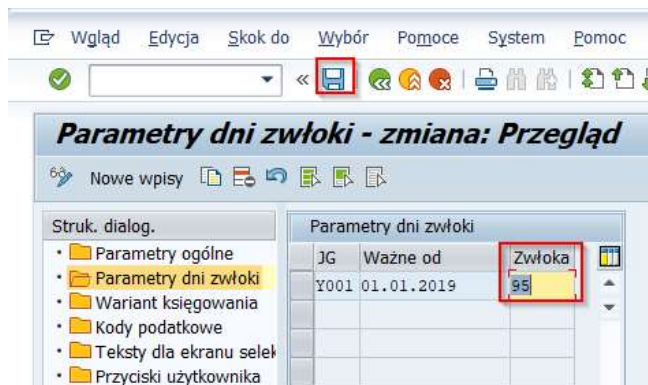 Wgląd Edycja Skok do Wybór Pomoce System Pomoc
Parametry dni zwłoki - zmiana: Przegląd
Nowe wpisy
Struk. dialog.
Parametry ogólne
Parametry dni zwłoki
Wariant księgowania
Kody podatkowe
Teksty dla ekranu selek
Przyciski użytkownika
Parametry dni zwłoki
JG Ważne od Zwłoka
Y001 01.01.2019 95